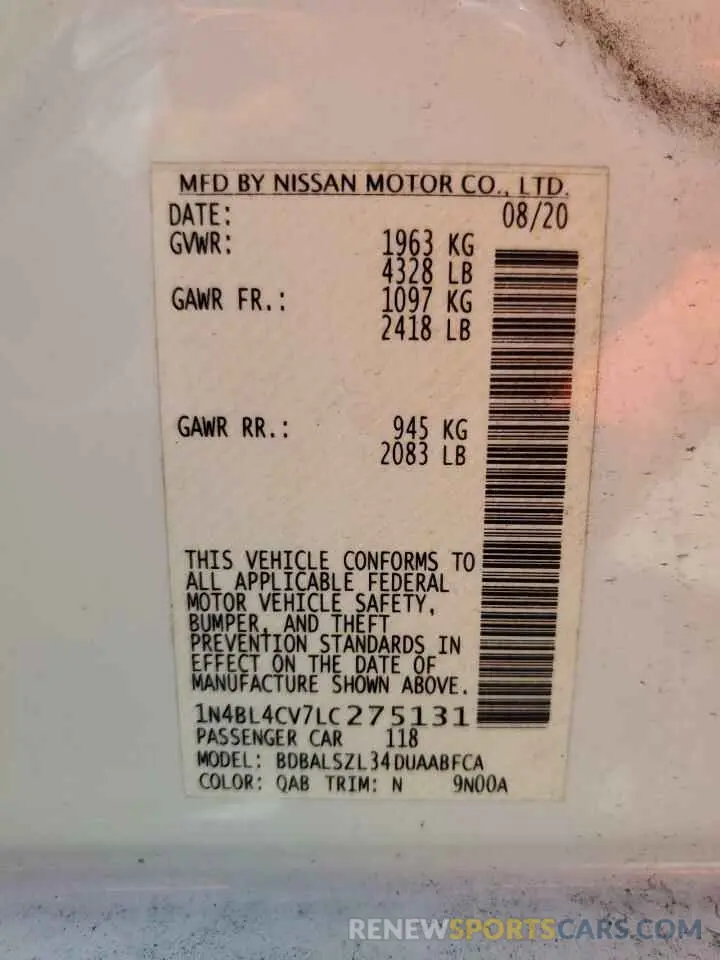 MFD BY NISSAN MOTOR CO., LTD.
DATE: 08/20
GVWR: 1963 KG
4328 LB
GAWR FR.: 1097 KG
2418 LB
GAWR RR.: 945 KG
2083 LB
THIS VEHICLE CONFORMS TO
ALL APPLICABLE FEDERAL
MOTOR VEHICLE SAFETY,
BUMPER, AND THEFT
PREVENTION STANDARDS IN
EFFECT ON THE DATE OF
MANUFACTURE SHOWN ABOVE.
1N4BL4CV7LC275131
PASSENGER CAR 118
MODEL: BDBALSZL34DUAABFCA
COLOR: QAB TRIM: N 9N00A
RENEWSPORTSCARS.COM